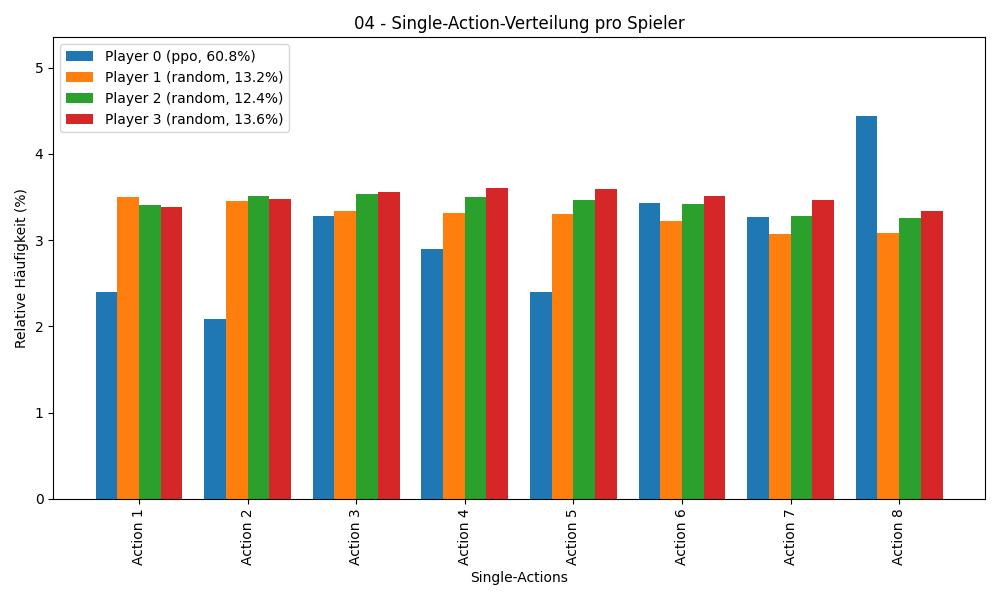 04 - Single-Action-Verteilung pro Spieler
Player 0 (ppo, 60.8%)
Player 1 (random, 13.2%)
Player 2 (random, 12.4%)
Player 3 (random, 13.6%)
Relative Häufigkeit (%)
5
4
3
2
1
0
Action 1
Action 2
Action 3
Action 4
Action 5
Action 6
Action 7
Action 8
Single-Actions